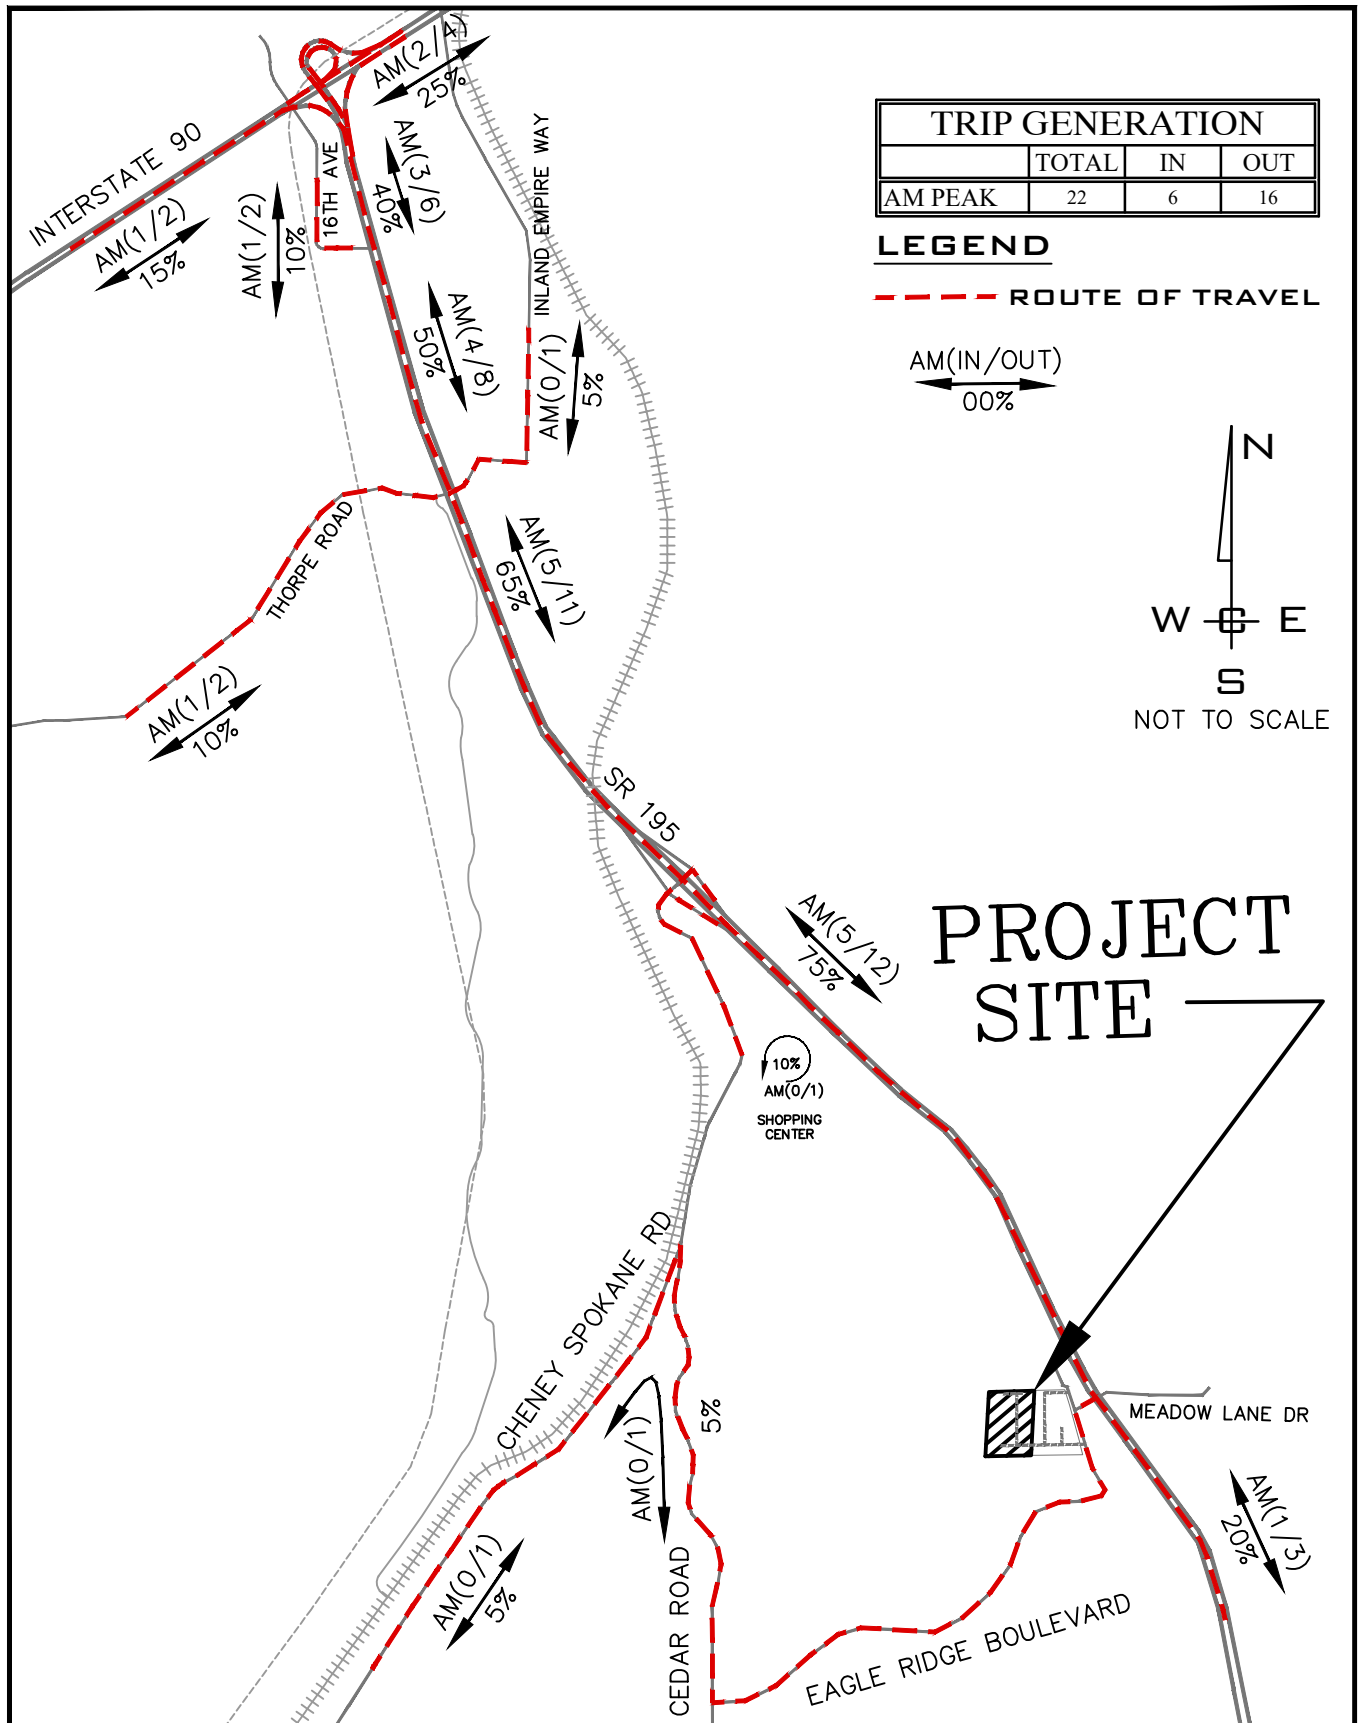 AM(2/4)
25%
TRIP GENERATION
TOTAL IN OUT
AM PEAK 22 6 16
LEGEND
ROUTE OF TRAVEL
AM(IN/OUT)
00%
N
W C E
S
NOT TO SCALE
INTERSTATE 90
AM(1/2)
15%
AM(1/2)
10%
16TH AVE
AM(3/6)
40%
INLAND EMPIRE WAY
AM(4/8)
50%
AM(0/1)
5%
THORPE ROAD
AM(5/11)
65%
AM(1/2)
10%
SR 195
AM(5/12)
75%
PROJECT
SITE
10%
AM(0/1)
SHOPPING
CENTER
CHENEY SPOKANE RD
AM(0/1)
5%
MEADOW LANE DR
AM(1/3)
20%
AM(0/1)
5%
CEDAR ROAD
EAGLE RIDGE BOULEVARD